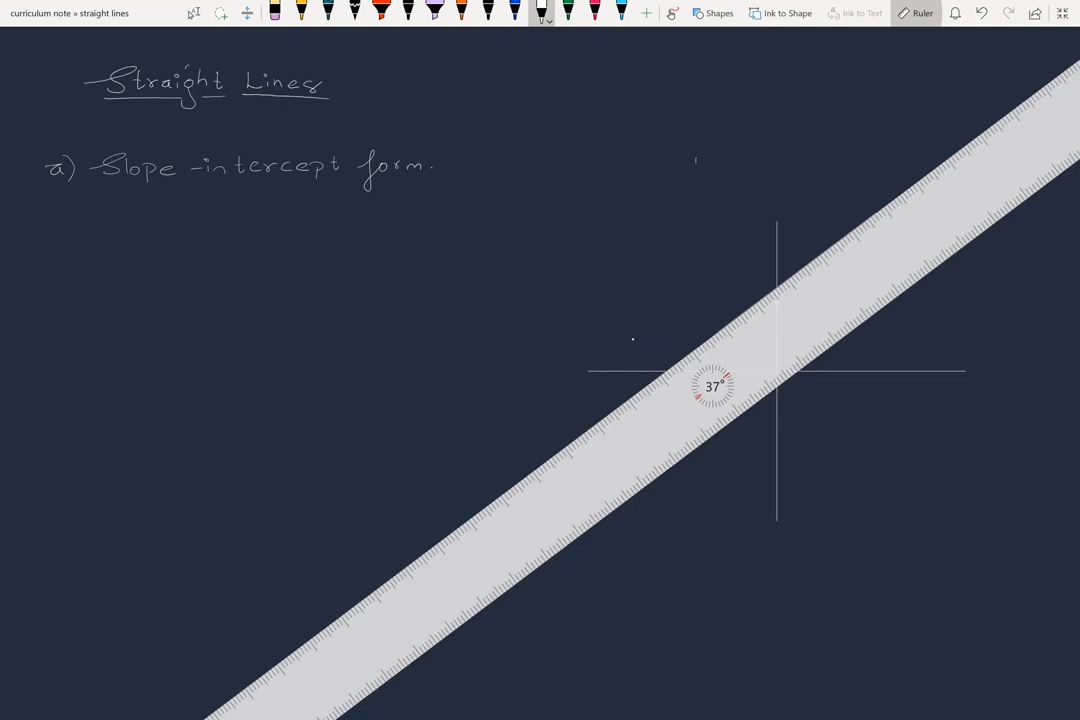 curriculum note » straight lines
Shapes
Ink to Shape
Ink to Text
Ruler
Straight Lines
a) Slope-intercept form.
37°